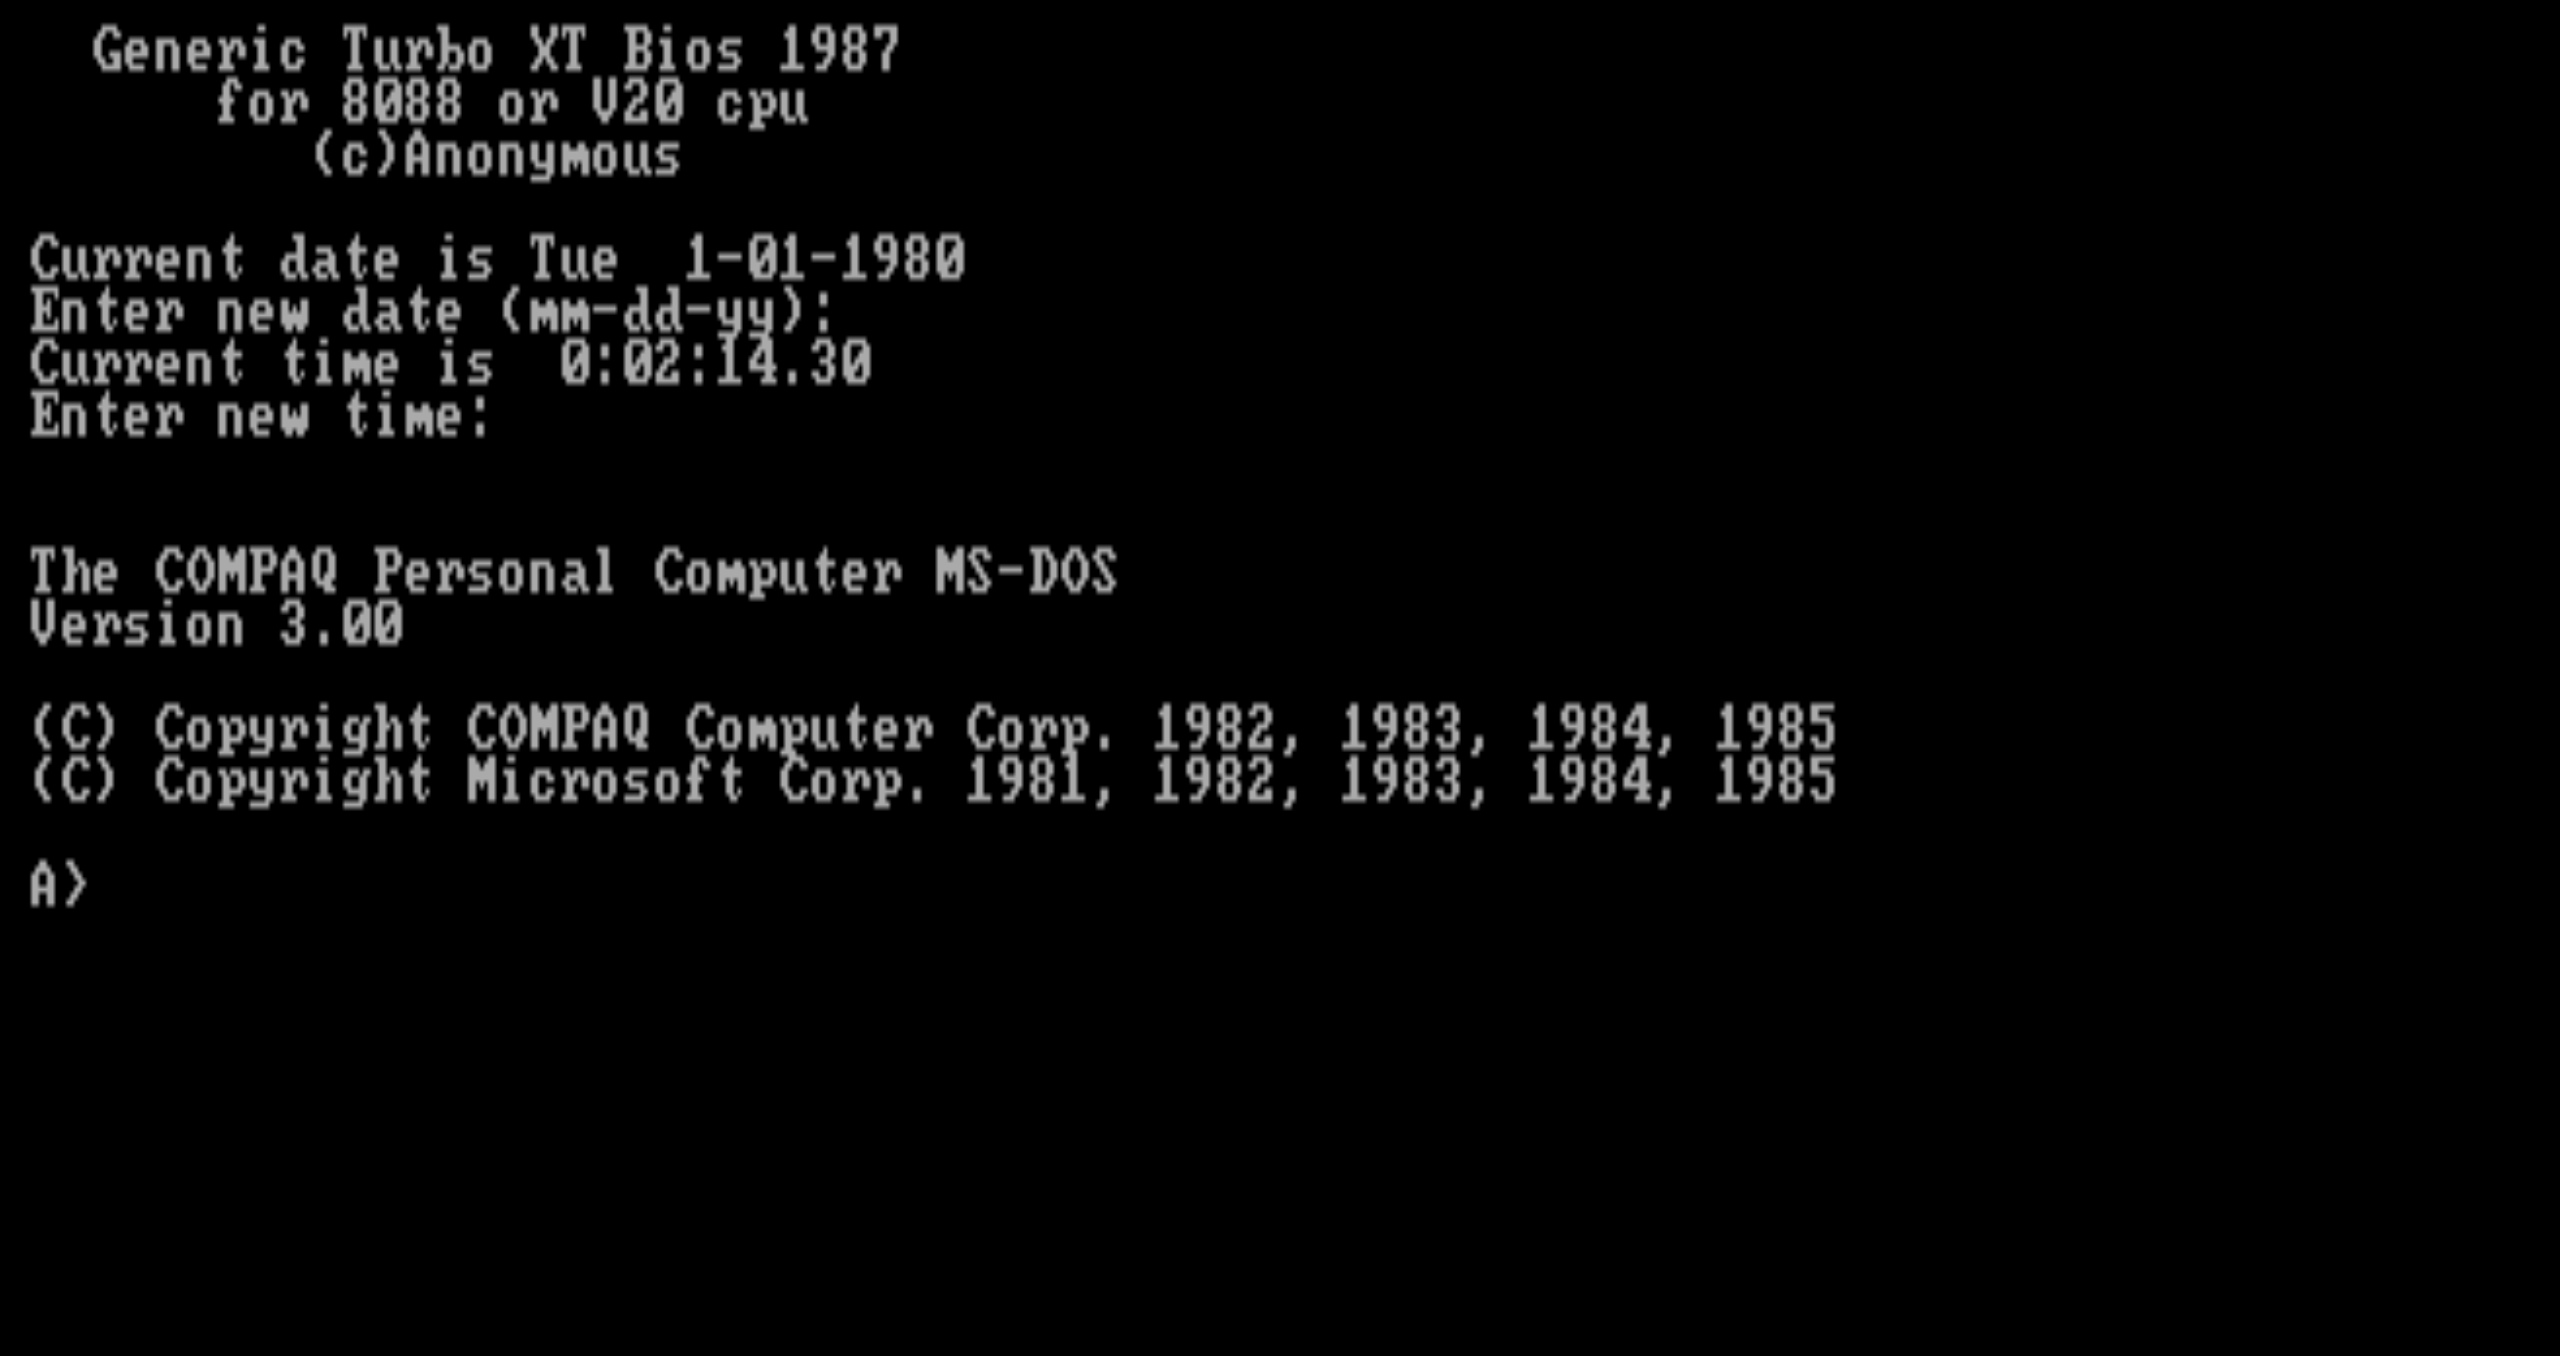 Generic Turbo XT Bios 1987
for 8088 or V20 cpu
(c)Anonymous
Current date is Tue  1-01-1980
Enter new date (mm-dd-yy):
Current time is  0:02:14.30
Enter new time:
The COMPAQ Personal Computer MS-DOS
Version 3.00
(C) Copyright COMPAQ Computer Corp. 1982, 1983, 1984, 1985
(C) Copyright Microsoft Corp. 1981, 1982, 1983, 1984, 1985
A>